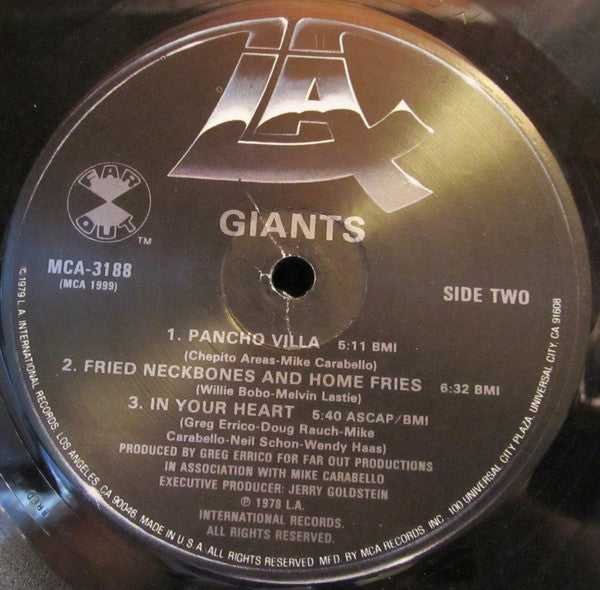 LAX
FAR
OUT
TM
GIANTS
MCA-3188
(MCA 1999)
SIDE TWO
1. PANCHO VILLA 5:11 BMI
(Chepito Areas-Mike Carabello)
2. FRIED NECKBONES AND HOME FRIES 6:32 BMI
(Willie Bobo-Melvin Lastie)
3. IN YOUR HEART 5:40 ASCAP/BMI
(Greg Errico-Doug Rauch-Mike
Carabello-Neil Schon-Wendy Haas)
PRODUCED BY GREG ERRICO FOR FAR OUT PRODUCTIONS
IN ASSOCIATION WITH MIKE CARABELLO
EXECUTIVE PRODUCER: JERRY GOLDSTEIN
℗ 1978 L.A.
INTERNATIONAL RECORDS.
ALL RIGHTS RESERVED.
©1979 L.A. INTERNATIONAL RECORDS, LOS ANGELES, CA 90046. MADE IN U.S.A. ALL RIGHTS RESERVED MFD BY MCA RECORDS, INC. 100 UNIVERSAL CITY PLAZA, UNIVERSAL CITY, CA 91608